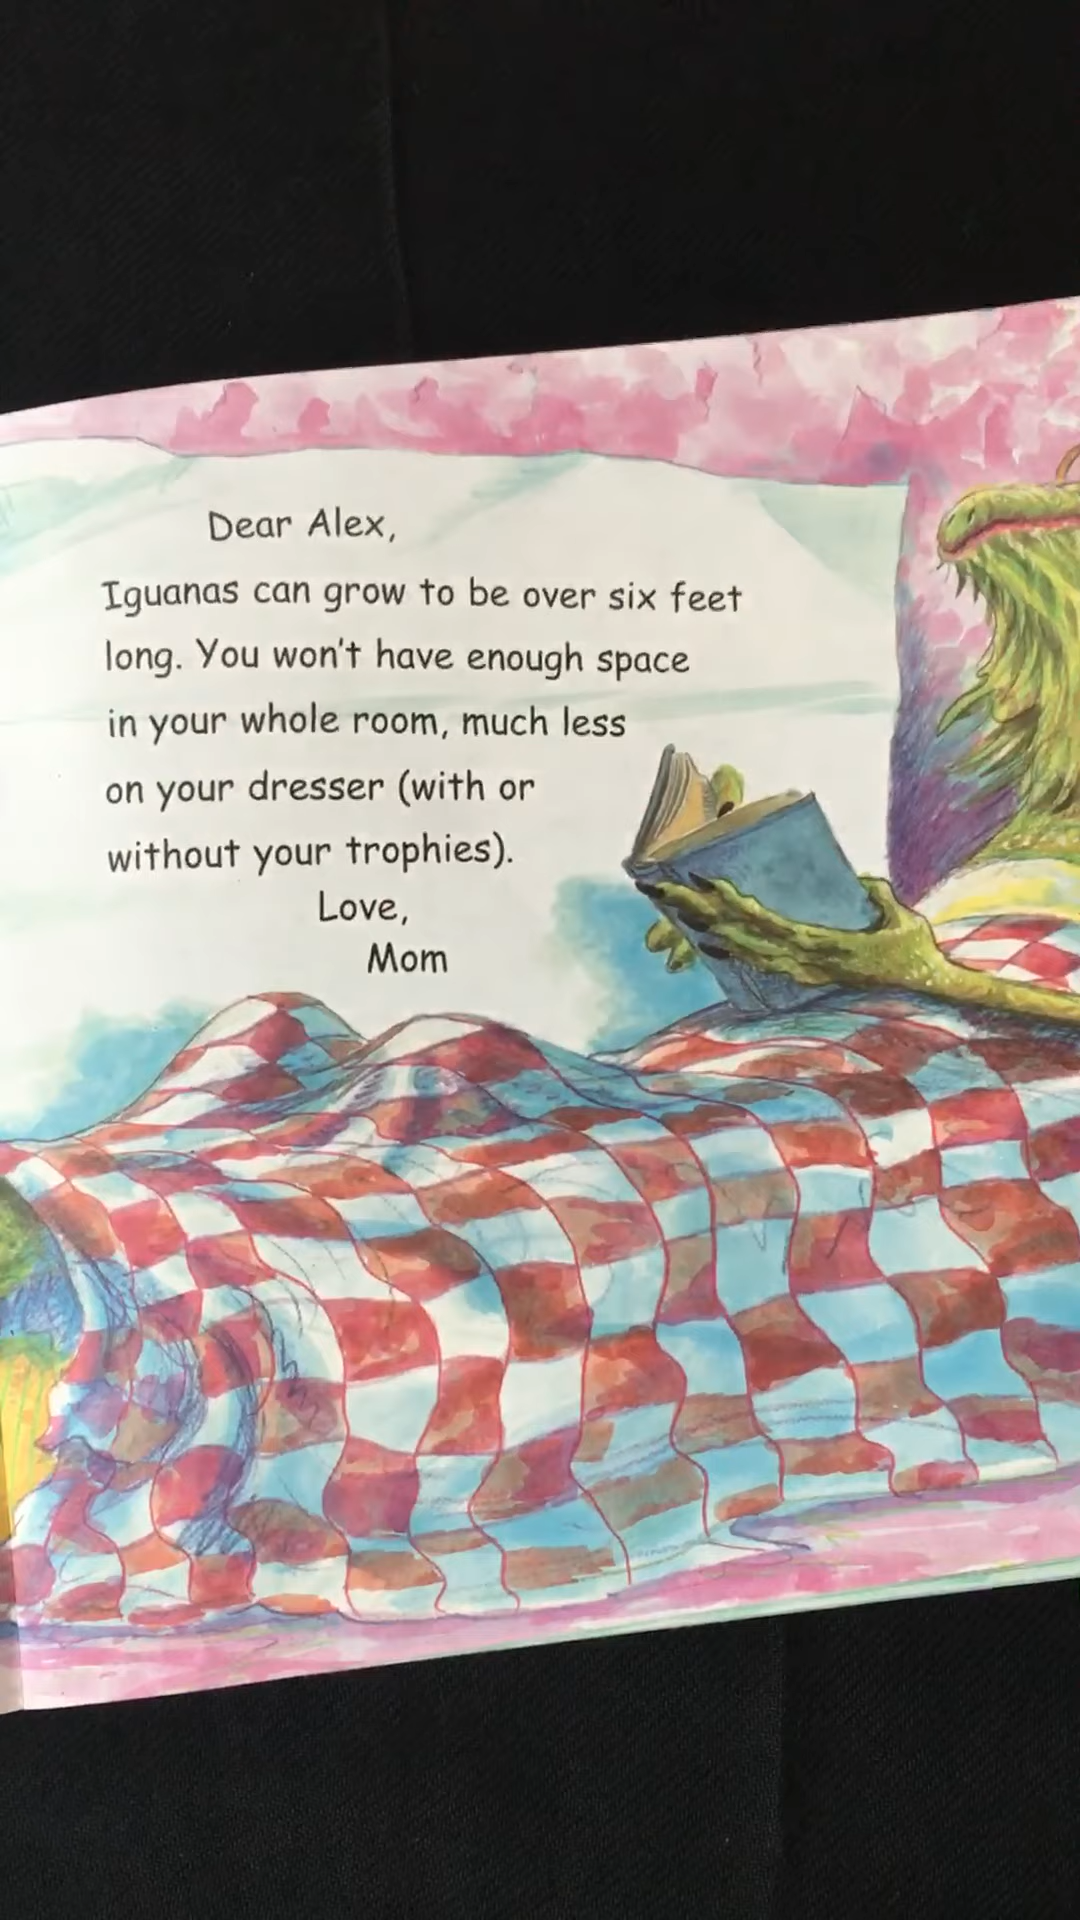 Dear Alex,
Iguanas can grow to be over six feet
long. You won't have enough space
in your whole room, much less
on your dresser (with or
without your trophies).
Love,
Mom